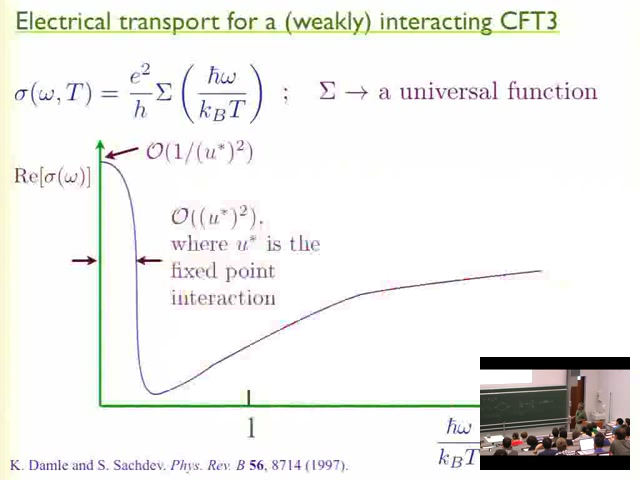 Electrical transport for a (weakly) interacting CFT3
σ(ω, T) = e²/h Σ (ħω/k_BT) ; Σ → a universal function
O(1/(u*)²)
Re[σ(ω)]
O((u*)²),
where u* is the
fixed point
interaction
1
ħω/k_BT
K. Damle and S. Sachdev, Phys. Rev. B 56, 8714 (1997).